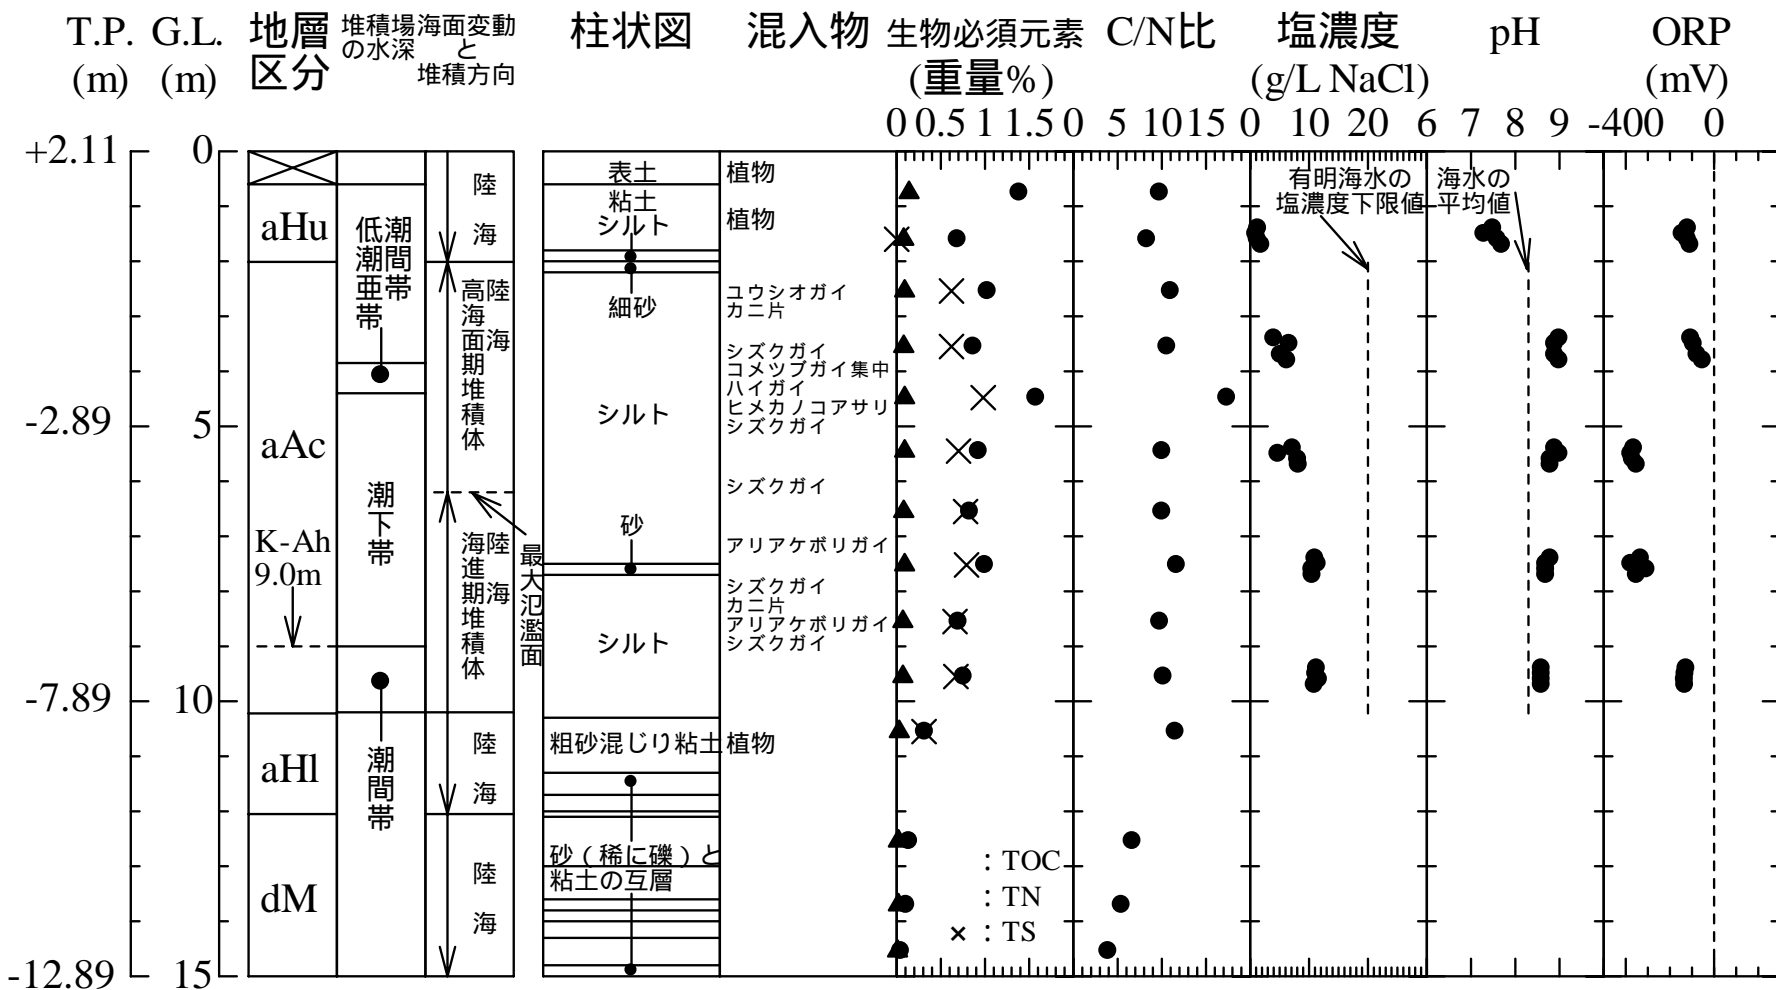 T.P.
(m)
G.L.
(m)
地層
区分
堆積場
の水深
海面変動
と
堆積方向
柱状図
混入物
生物必須元素
(重量%)
C/N比
塩濃度
(g/L NaCl)
pH
ORP
(mV)
0 0.5 1 1.5 0 5 10 15 0 10 20 6 7 8 9 -400 0
+2.11
-2.89
-7.89
-12.89
0
5
10
15
aHu
aAc
K-Ah
9.0m
aHl
dM
潮間帯
低潮亜帯
潮下帯
潮間帯
陸
海
陸
海
高海面期堆積体
陸
海
海進期堆積体
最大氾濫面
陸
海
陸
海
表土
粘土
シルト
細砂
シルト
砂
シルト
粗砂混じり粘土
砂（稀に礫）と
粘土の互層
植物
植物
ユウシオガイ
カニ片
シズクガイ
コメツブガイ集中
ハイガイ
ヒメカノコアサリ
シズクガイ
シズクガイ
アリアケボリガイ
シズクガイ
カニ片
アリアケボリガイ
シズクガイ
植物
: TOC
: TN
× : TS
有明海水の
塩濃度下限値
海水の
平均値